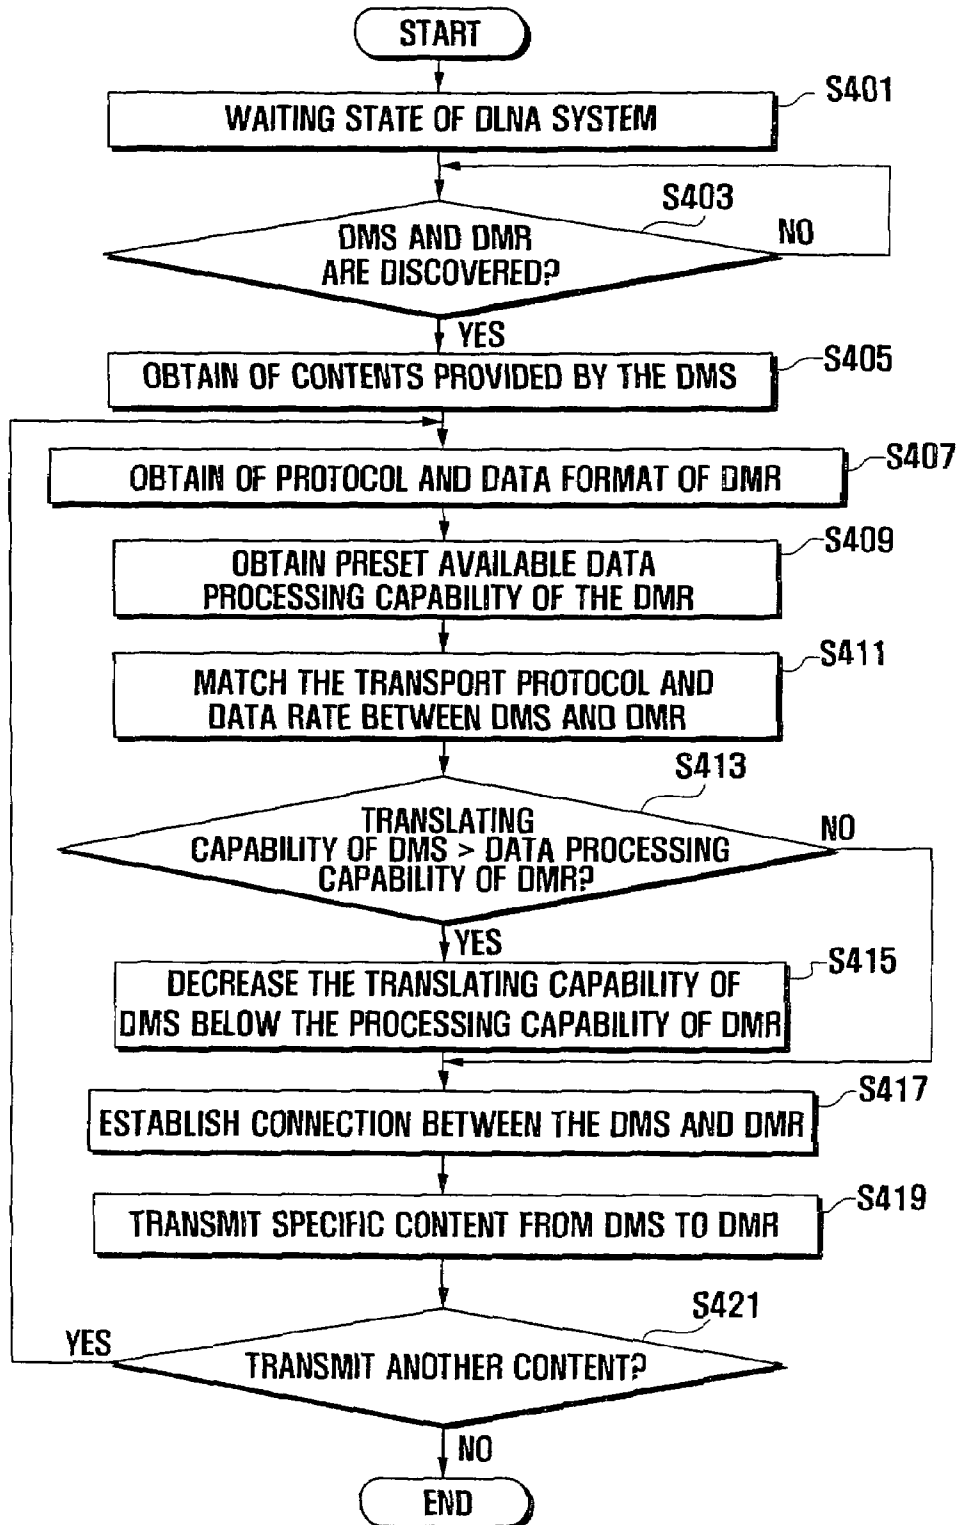 START
S401
WAITING STATE OF DLNA SYSTEM
S403
DMS AND DMR
ARE DISCOVERED?
NO
YES
S405
OBTAIN OF CONTENTS PROVIDED BY THE DMS
S407
OBTAIN OF PROTOCOL AND DATA FORMAT OF DMR
S409
OBTAIN PRESET AVAILABLE DATA
PROCESSING CAPABILITY OF THE DMR
S411
MATCH THE TRANSPORT PROTOCOL AND
DATA RATE BETWEEN DMS AND DMR
S413
TRANSLATING
CAPABILITY OF DMS > DATA PROCESSING
CAPABILITY OF DMR?
NO
YES
S415
DECREASE THE TRANSLATING CAPABILITY OF
DMS BELOW THE PROCESSING CAPABILITY OF DMR
S417
ESTABLISH CONNECTION BETWEEN THE DMS AND DMR
S419
TRANSMIT SPECIFIC CONTENT FROM DMS TO DMR
S421
YES
TRANSMIT ANOTHER CONTENT?
NO
END